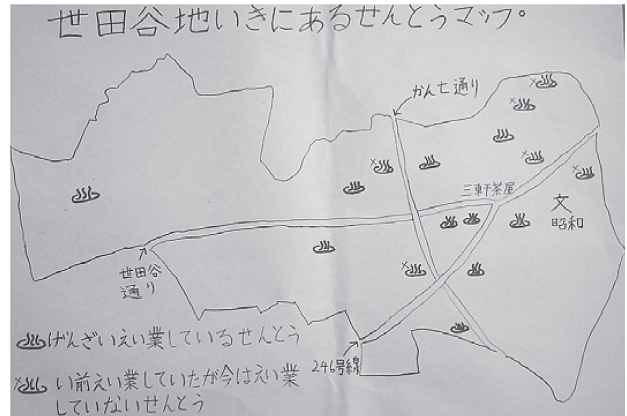 世田谷地いきにあるせんとうマップ。
かん七通り
三軒茶屋
文
昭和
世田谷
通り
246号線
げんざいえい業しているせんとう
い前えい業していたが今はえい業
していないせんとう